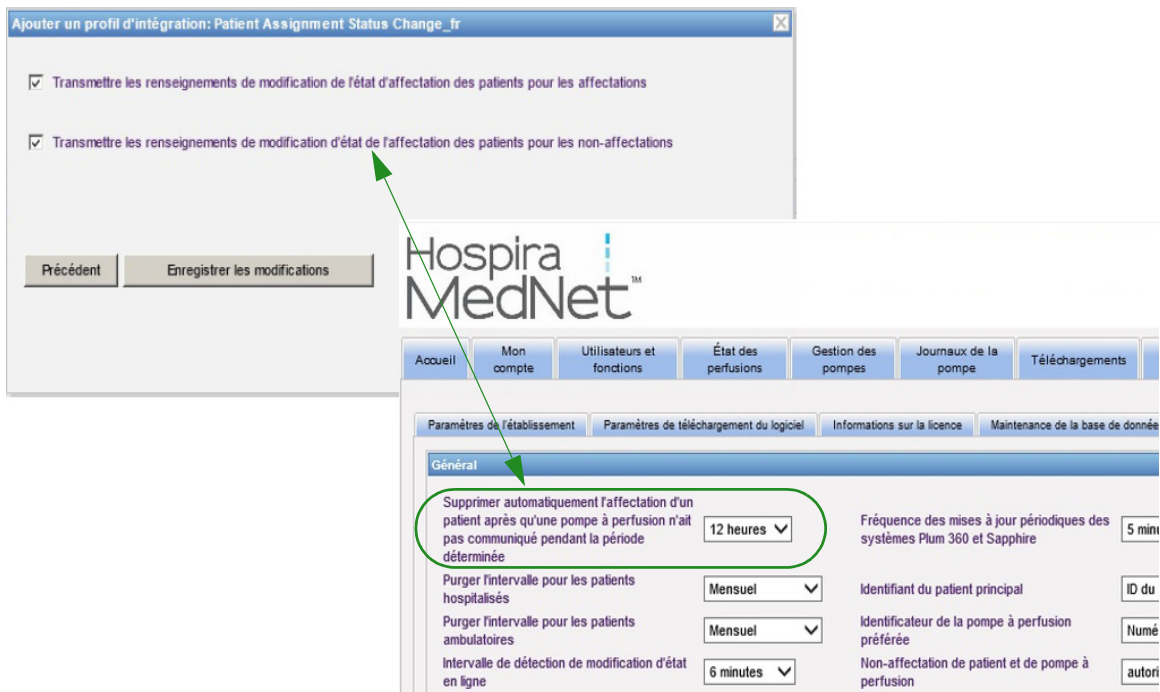 Ajouter un profil d'intégration: Patient Assignment Status Change_fr
Transmettre les renseignements de modification de l'état d'affectation des patients pour les affectations
Transmettre les renseignements de modification d'état de l'affectation des patients pour les non-affectations
Précédent
Enregistrer les modifications
Hospira
MedNet™
Accueil
Mon
compte
Utilisateurs et
fonctions
État des
perfusions
Gestion des
pompes
Journaux de la
pompe
Téléchargements
Paramètres de l'établissement
Paramètres de téléchargement du logiciel
Informations sur la licence
Maintenance de la base de donnée
Général
Supprimer automatiquement l'affectation d'un
patient après qu'une pompe à perfusion n'ait
pas communiqué pendant la période
déterminée
12 heures
Fréquence des mises à jour périodiques des
systèmes Plum 360 et Sapphire
5 minu
Purger l'intervalle pour les patients
hospitalisés
Mensuel
Identifiant du patient principal
ID du
Purger l'intervalle pour les patients
ambulatoires
Mensuel
Identificateur de la pompe à perfusion
préférée
Numé
Intervalle de détection de modification d'état
en ligne
6 minutes
Non-affectation de patient et de pompe à
perfusion
autori